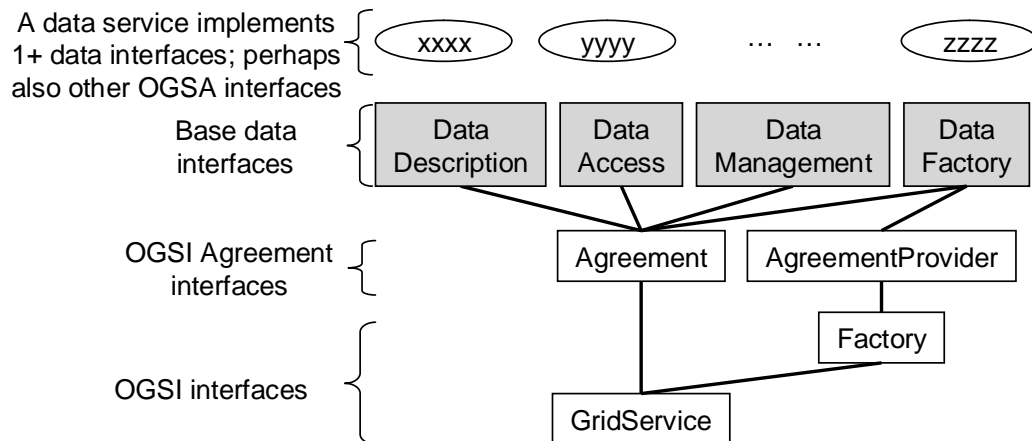 A data service implements
1+ data interfaces; perhaps
also other OGSA interfaces
xxxx
yyyy
... ...
zzzz
Base data
interfaces
Data
Description
Data
Access
Data
Management
Data
Factory
OGSI Agreement
interfaces
Agreement
AgreementProvider
Factory
OGSI interfaces
GridService